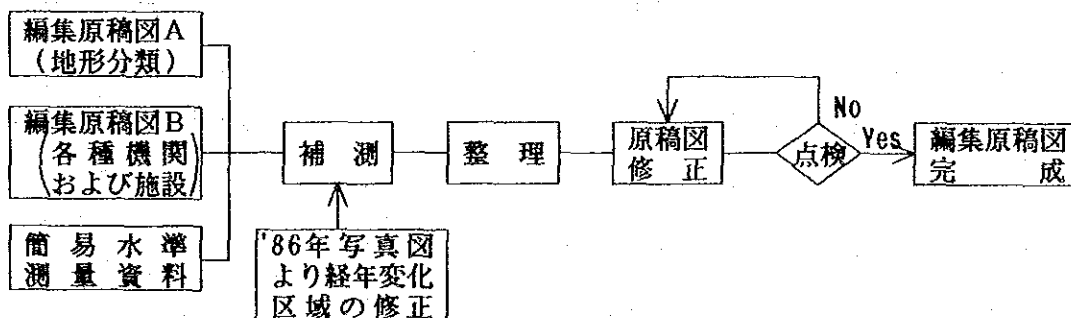 編集原稿図A
(地形分類)
編集原稿図B
(各種機関
および施設)
簡易水準
測量資料
補測
'86年写真図
より経年変化
区域の修正
整理
原稿図
修正
点検
No
Yes
編集原稿図
完成